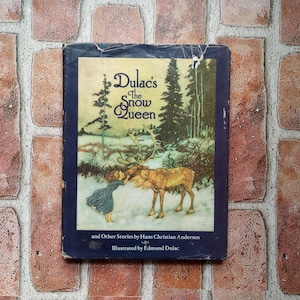 Dulac's
The
Snow
Queen
and Other Stories by Hans Christian Andersen
Illustrated by Edmund Dulac